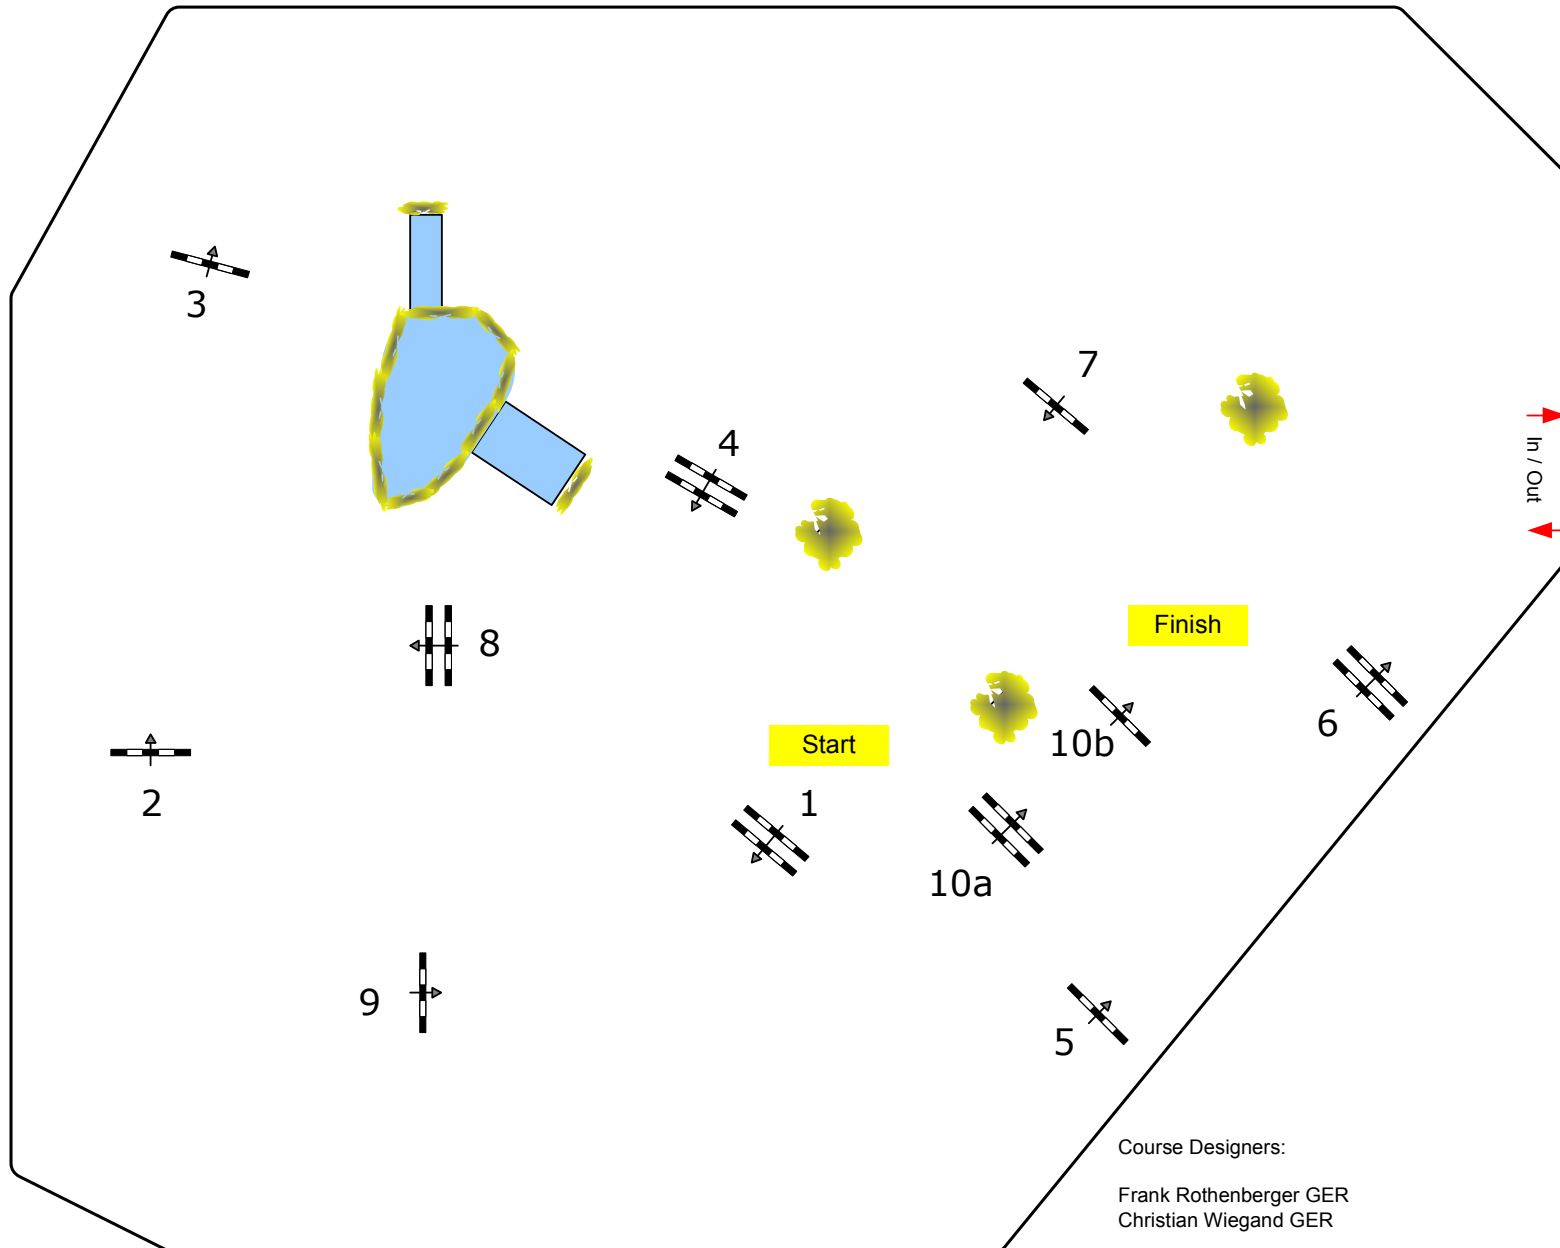 3
7
4
In / Out
8
Finish
6
10b
Start
2
1
10a
9
5
Course Designers:
Frank Rothenberger GER
Christian Wiegand GER